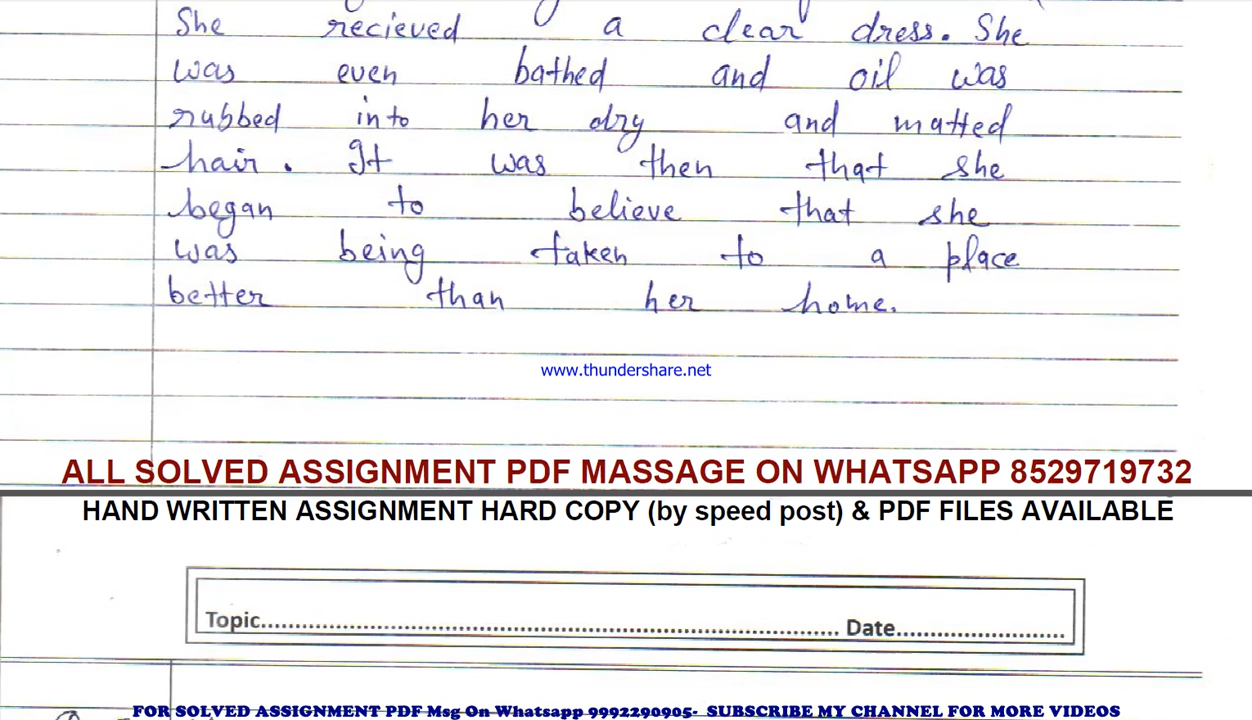 She recieved a clear dress. She
was even bathed and oil was
rubbed into her dry and matted
hair. It was then that she
began to believe that she
was being taken to a place
better than her home.
www.thundershare.net
ALL SOLVED ASSIGNMENT PDF MASSAGE ON WHATSAPP 8529719732
HAND WRITTEN ASSIGNMENT HARD COPY (by speed post) & PDF FILES AVAILABLE
Topic.................................................................................... Date.........................
FOR SOLVED ASSIGNMENT PDF Msg On Whatsapp 9992290905- SUBSCRIBE MY CHANNEL FOR MORE VIDEOS